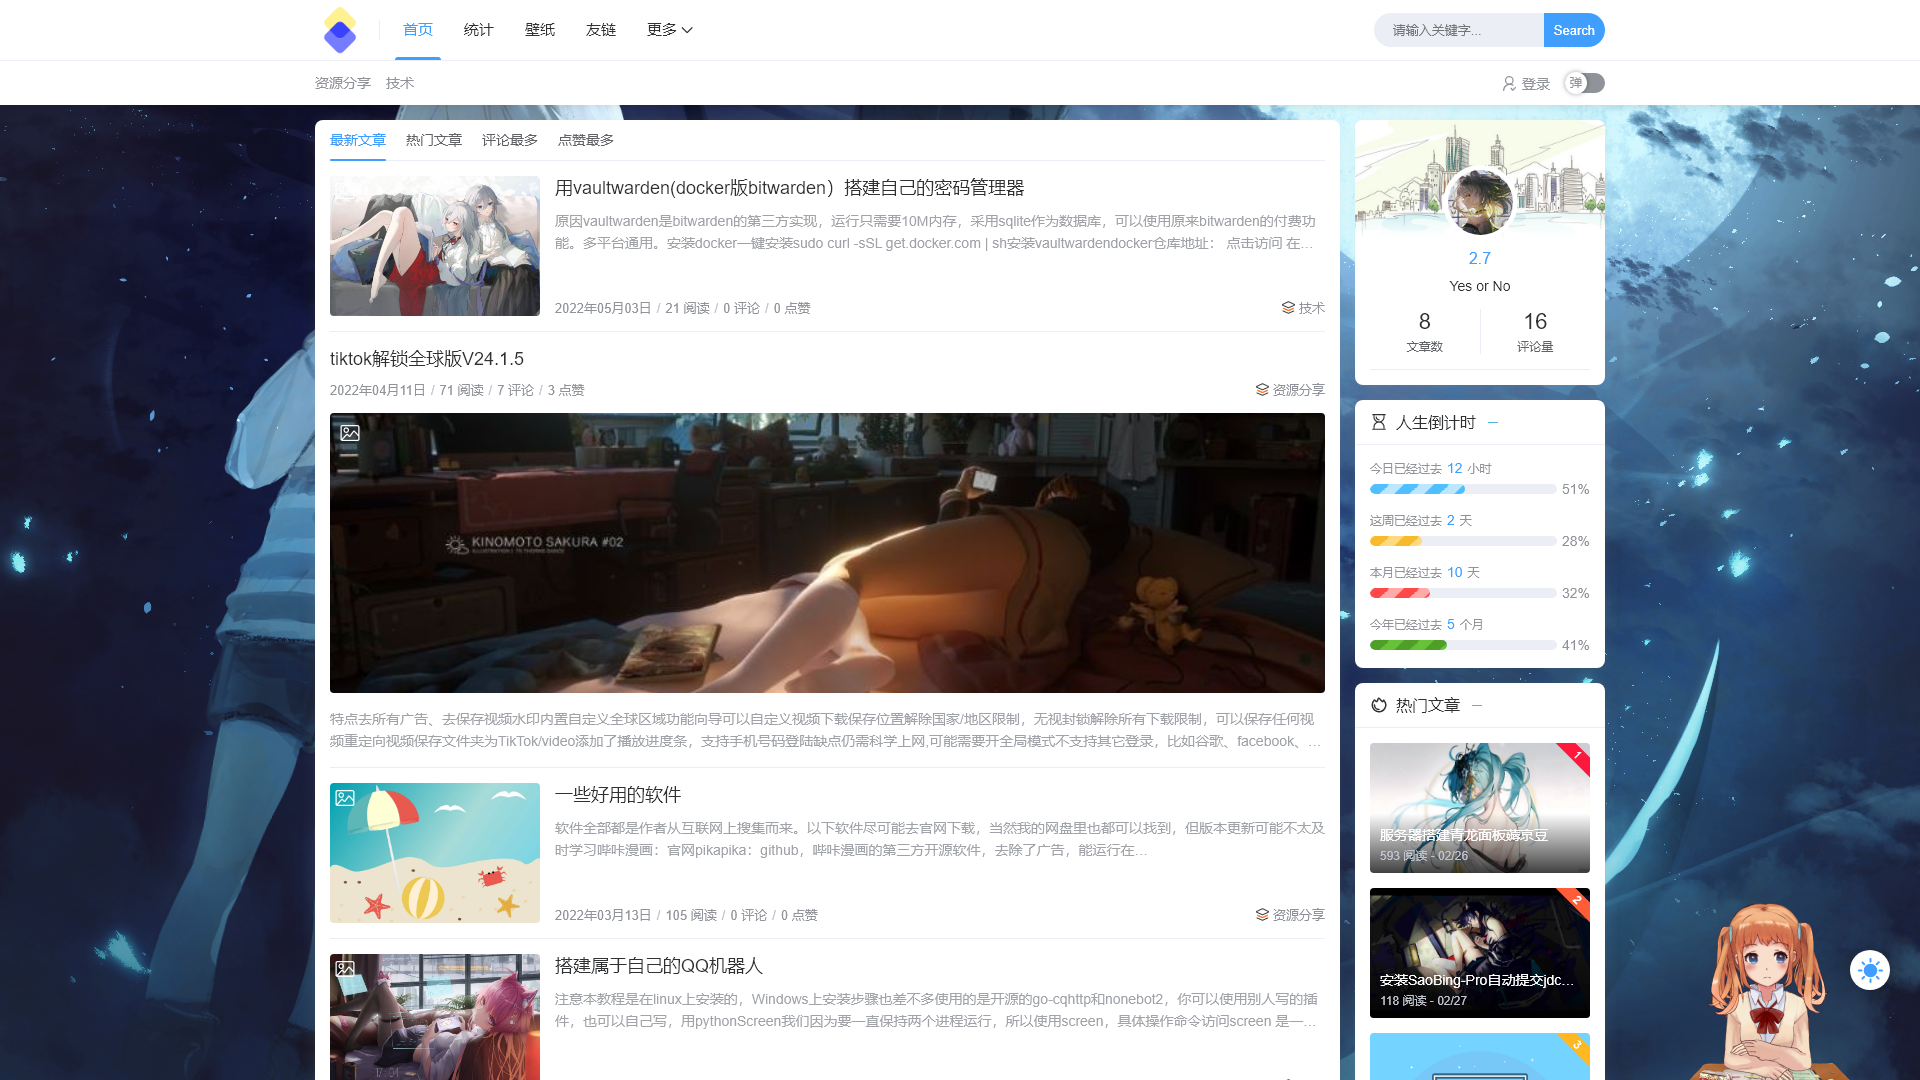 首页
统计
壁纸
友链
更多
请输入关键字...
Search
资源分享
技术
登录
弹
最新文章
热门文章
评论最多
点赞最多
用vaultwarden(docker版bitwarden）搭建自己的密码管理器
原因vaultwarden是bitwarden的第三方实现，运行只需要10M内存，采用sqlite作为数据库，可以使用原来bitwarden的付费功
能。多平台通用。安装docker一键安装sudo curl -sSL get.docker.com | sh安装vaultwardendocker仓库地址： 点击访问 在…
2022年05月03日 / 21 阅读 / 0 评论 / 0 点赞
技术
tiktok解锁全球版V24.1.5
2022年04月11日 / 71 阅读 / 7 评论 / 3 点赞
资源分享
KINOMOTO SAKURA #02
特点去所有广告、去保存视频水印内置自定义全球区域功能向导可以自定义视频下载保存位置解除国家/地区限制，无视封锁解除所有下载限制，可以保存任何视
频重定向视频保存文件夹为TikTok/video添加了播放进度条，支持手机号码登陆缺点仍需科学上网,可能需要开全局模式不支持其它登录，比如谷歌、facebook、…
一些好用的软件
软件全部都是作者从互联网上搜集而来。以下软件尽可能去官网下载，当然我的网盘里也都可以找到，但版本更新可能不太及
时学习哔咔漫画：官网pikapika：github，哔咔漫画的第三方开源软件，去除了广告，能运行在…
2022年03月13日 / 105 阅读 / 0 评论 / 0 点赞
资源分享
搭建属于自己的QQ机器人
注意本教程是在linux上安装的，Windows上安装步骤也差不多使用的是开源的go-cqhttp和nonebot2，你可以使用别人写的插
件，也可以自己写，用pythonScreen我们因为要一直保持两个进程运行，所以使用screen，具体操作命令访问screen 是一…
17:04
2.7
Yes or No
8
文章数
16
评论量
人生倒计时
今日已经过去 12 小时
51%
这周已经过去 2 天
28%
本月已经过去 10 天
32%
今年已经过去 5 个月
41%
热门文章
1
服务器搭建青龙面板薅京豆
593 阅读 - 02/26
2
安装SaoBing-Pro自动提交jdc…
118 阅读 - 02/27
3